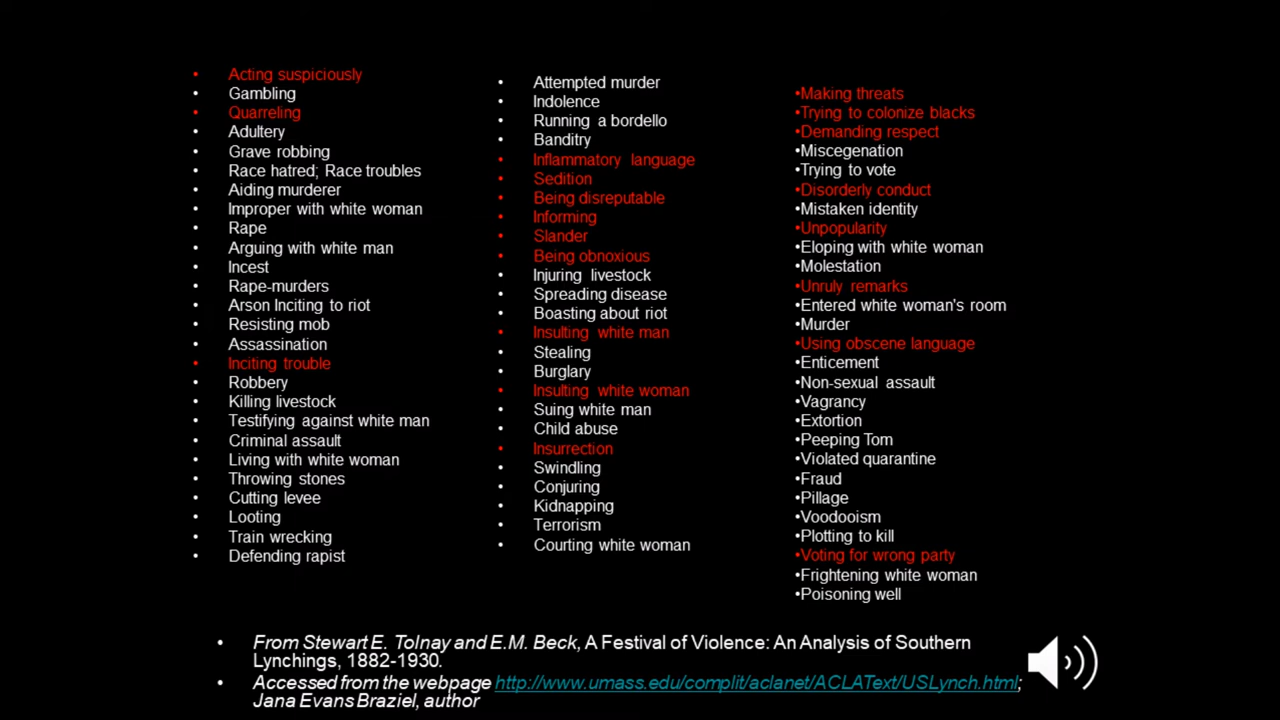 • Acting suspiciously
• Gambling
• Quarreling
• Adultery
• Grave robbing
• Race hatred; Race troubles
• Aiding murderer
• Improper with white woman
• Rape
• Arguing with white man
• Incest
• Rape-murders
• Arson Inciting to riot
• Resisting mob
• Assassination
• Inciting trouble
• Robbery
• Killing livestock
• Testifying against white man
• Criminal assault
• Living with white woman
• Throwing stones
• Cutting levee
• Looting
• Train wrecking
• Defending rapist
• Attempted murder
• Indolence
• Running a bordello
• Banditry
• Inflammatory language
• Sedition
• Being disreputable
• Informing
• Slander
• Being obnoxious
• Injuring livestock
• Spreading disease
• Boasting about riot
• Insulting white man
• Stealing
• Burglary
• Insulting white woman
• Suing white man
• Child abuse
• Insurrection
• Swindling
• Conjuring
• Kidnapping
• Terrorism
• Courting white woman
•Making threats
•Trying to colonize blacks
•Demanding respect
•Miscegenation
•Trying to vote
•Disorderly conduct
•Mistaken identity
•Unpopularity
•Eloping with white woman
•Molestation
•Unruly remarks
•Entered white woman's room
•Murder
•Using obscene language
•Enticement
•Non-sexual assault
•Vagrancy
•Extortion
•Peeping Tom
•Violated quarantine
•Fraud
•Pillage
•Voodooism
•Plotting to kill
•Voting for wrong party
•Frightening white woman
•Poisoning well
• From Stewart E. Tolnay and E.M. Beck, A Festival of Violence: An Analysis of Southern
Lynchings, 1882-1930.
• Accessed from the webpage http://www.umass.edu/complit/aclanet/ACLAText/USLynch.html;
Jana Evans Braziel, author